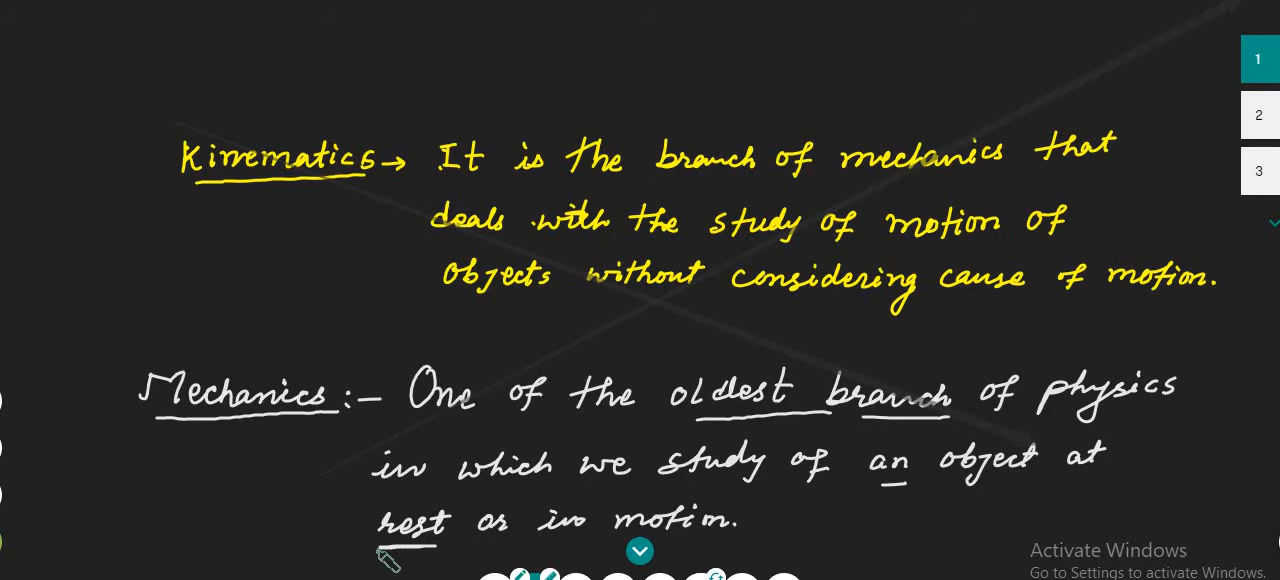 1
2
3
Kinematics → It is the branch of mechanics that
deals with the study of motion of
objects without considering cause of motion.
Mechanics :- One of the oldest branch of physics
in which we study of an object at
rest or in motion.
Activate Windows
Go to Settings to activate Windows.